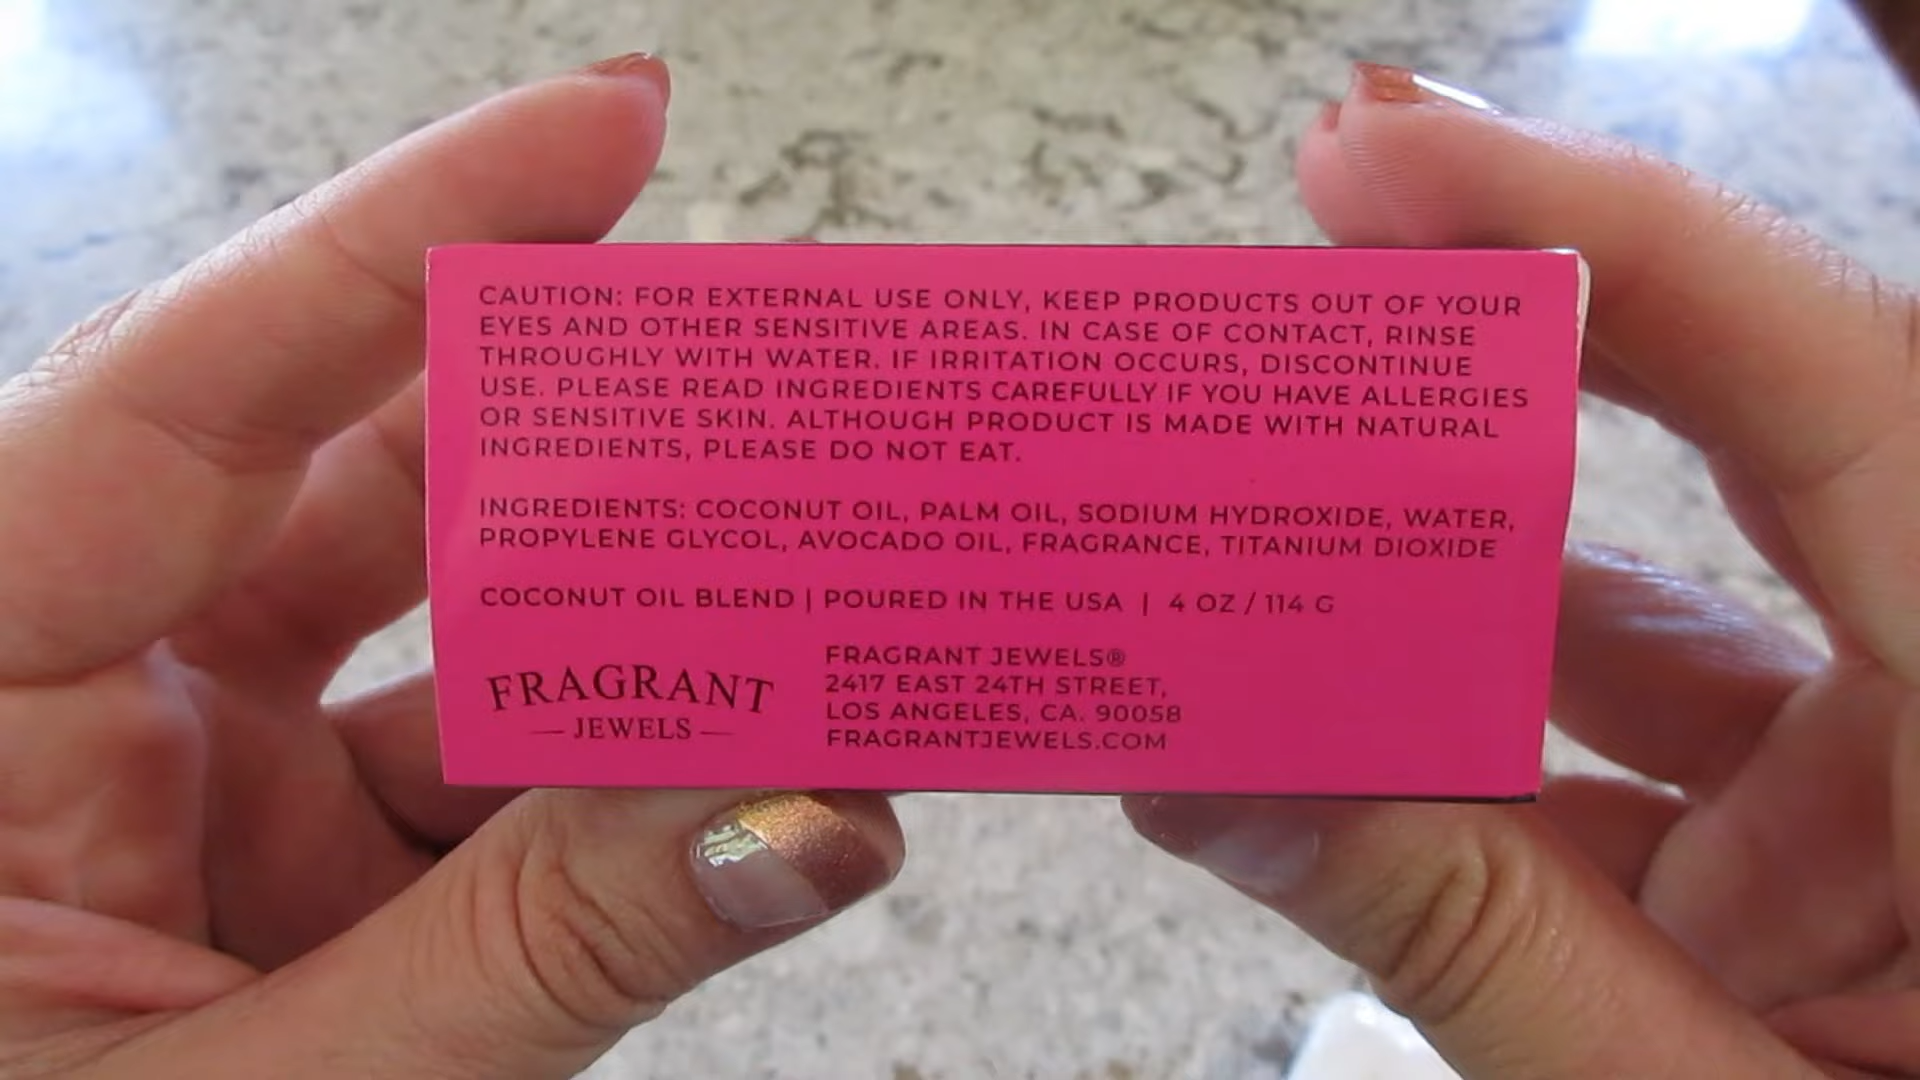 CAUTION: FOR EXTERNAL USE ONLY, KEEP PRODUCTS OUT OF YOUR
EYES AND OTHER SENSITIVE AREAS. IN CASE OF CONTACT, RINSE
THROUGHLY WITH WATER. IF IRRITATION OCCURS, DISCONTINUE
USE. PLEASE READ INGREDIENTS CAREFULLY IF YOU HAVE ALLERGIES
OR SENSITIVE SKIN. ALTHOUGH PRODUCT IS MADE WITH NATURAL
INGREDIENTS, PLEASE DO NOT EAT.
INGREDIENTS: COCONUT OIL, PALM OIL, SODIUM HYDROXIDE, WATER,
PROPYLENE GLYCOL, AVOCADO OIL, FRAGRANCE, TITANIUM DIOXIDE
COCONUT OIL BLEND | POURED IN THE USA | 4 OZ / 114 G
FRAGRANT
JEWELS
FRAGRANT JEWELS®
2417 EAST 24TH STREET,
LOS ANGELES, CA. 90058
FRAGRANTJEWELS.COM